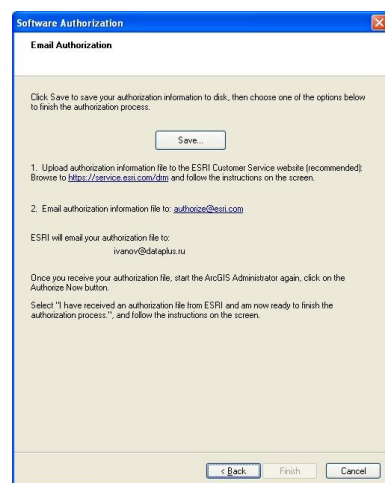 Software Authorization
Email Authorization
Click Save to save your authorization information to disk, then choose one of the options below
to finish the authorization process.
Save...
1. Upload authorization information file to the ESRI Customer Service website (recommended):
Browse to https://service.esri.com/drm and follow the instructions on the screen.
2. Email authorization information file to: authorize@esri.com
ESRI will email your authorization file to:
ivanov@dataplus.ru
Once you receive your authorization file, start the ArcGIS Administrator again, click on the
Authorize Now button.
Select "I have received an authorization file from ESRI and am now ready to finish the
authorization process.", and follow the instructions on the screen.
< Back
Finish
Cancel